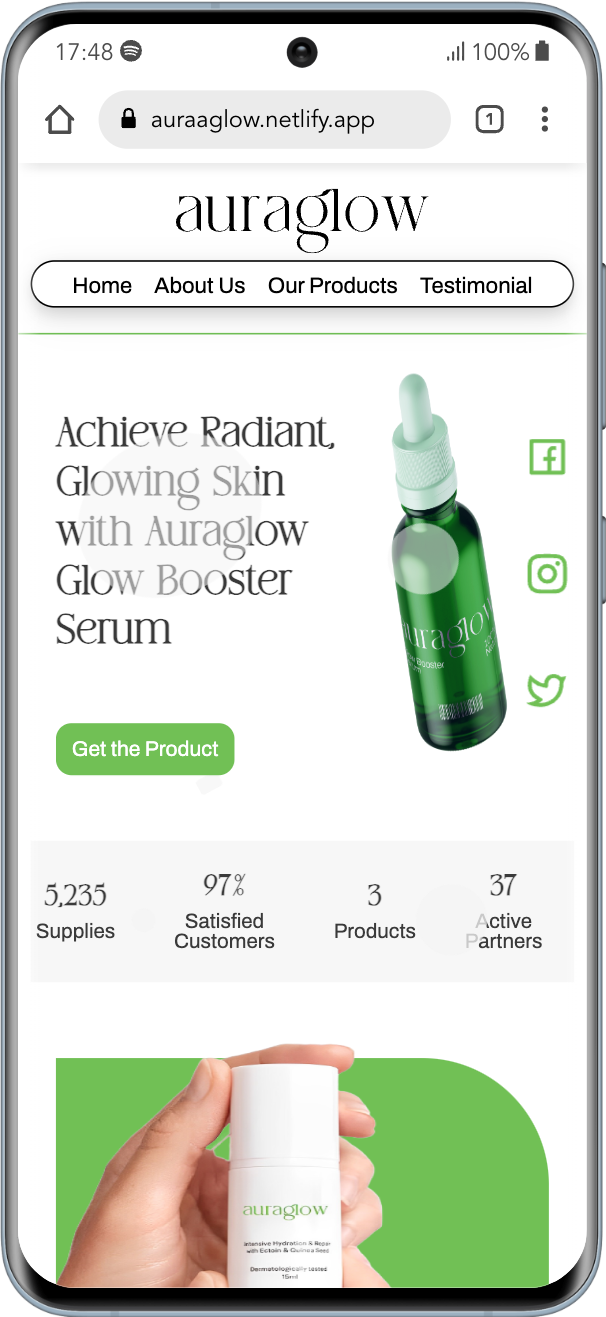 17:48
100%
auraaglow.netlify.app
1
auraglow
Home About Us Our Products Testimonial
Achieve Radiant,
Glowing Skin
with Auraglow
Glow Booster
Serum
auraglow
Booster
Get the Product
5,235
Supplies
97%
Satisfied
Customers
3
Products
37
Active
Partners
auraglow
Intensive Hydration & Repair
with Ectoin & Quinea Seed
Dermatologically tested
15ml